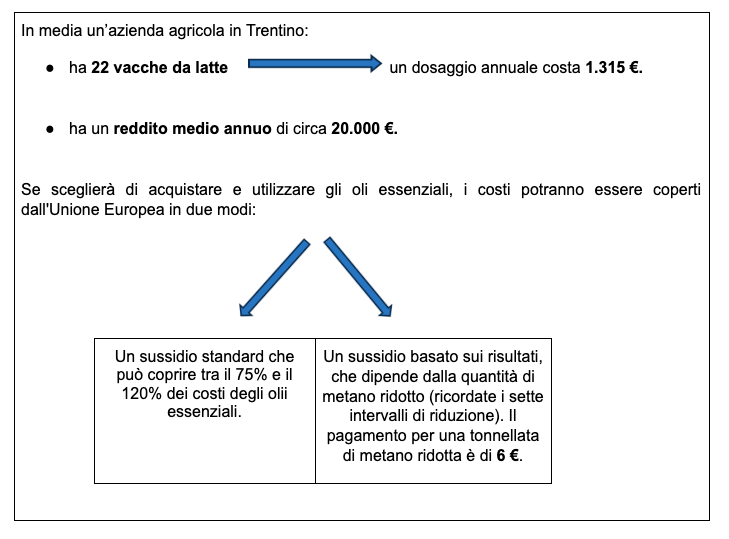 In media un’azienda agricola in Trentino:
● ha 22 vacche da latte un dosaggio annuale costa 1.315 €.
● ha un reddito medio annuo di circa 20.000 €.
Se sceglierà di acquistare e utilizzare gli oli essenziali, i costi potranno essere coperti
dall'Unione Europea in due modi:
Un sussidio standard che
può coprire tra il 75% e il
120% dei costi degli olii
essenziali.
Un sussidio basato sui risultati,
che dipende dalla quantità di
metano ridotto (ricordate i sette
intervalli di riduzione). Il
pagamento per una tonnellata
di metano ridotta è di 6 €.